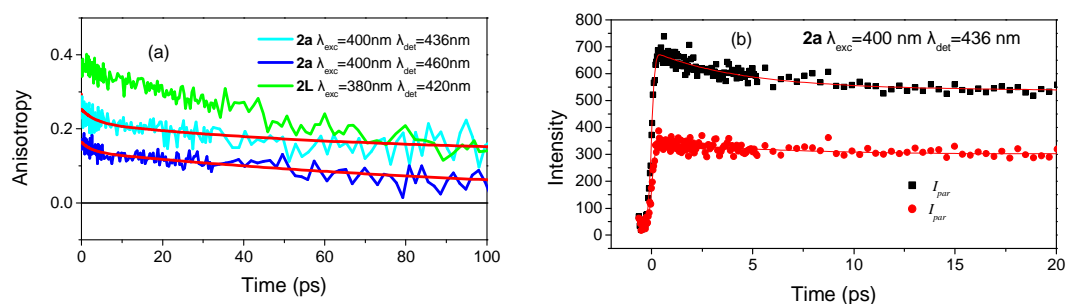 (a)
2a λexc=400nm λdet=436nm
2a λexc=400nm λdet=460nm
2L λexc=380nm λdet=420nm
Anisotropy
0.4
0.2
0.0
0 20 40 60 80 100
Time (ps)
(b) 2a λexc=400 nm λdet=436 nm
Intensity
800
700
600
500
400
300
200
100
0
Ipar
Ipar
0 5 10 15 20
Time (ps)